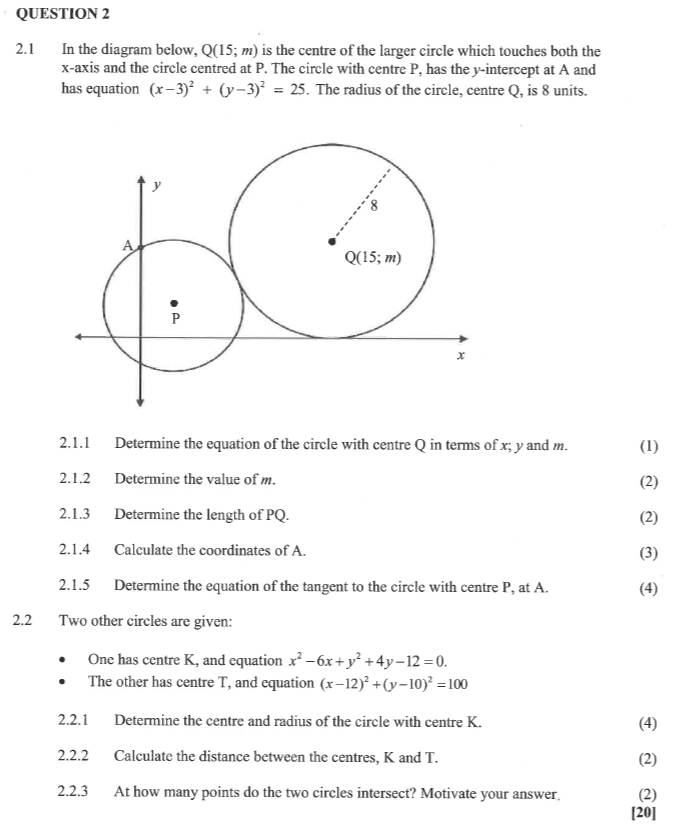 QUESTION 2
2.1 In the diagram below, Q(15; m) is the centre of the larger circle which touches both the
x-axis and the circle centred at P. The circle with centre P, has the y-intercept at A and
has equation (x−3)² + (y−3)² = 25. The radius of the circle, centre Q, is 8 units.
y
A
8
Q(15; m)
P
x
2.1.1 Determine the equation of the circle with centre Q in terms of x; y and m. (1)
2.1.2 Determine the value of m. (2)
2.1.3 Determine the length of PQ. (2)
2.1.4 Calculate the coordinates of A. (3)
2.1.5 Determine the equation of the tangent to the circle with centre P, at A. (4)
2.2 Two other circles are given:
• One has centre K, and equation x² −6x+y² +4y−12=0.
• The other has centre T, and equation (x−12)² +(y−10)² =100
2.2.1 Determine the centre and radius of the circle with centre K. (4)
2.2.2 Calculate the distance between the centres, K and T. (2)
2.2.3 At how many points do the two circles intersect? Motivate your answer. (2)
[20]